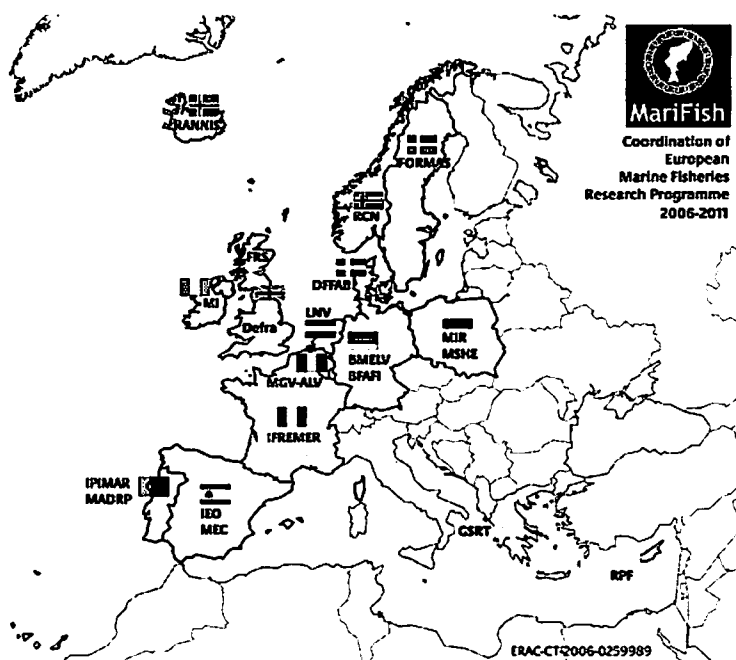 MariFish
Coordination of
European
Marine Fisheries
Research Programme
2006-2011
RANNIS
FORMAS
RCN
FRS
DFFAB
MI
LNV
Defra
MIR
MSHE
BMELV
BFAFI
MGV-ALV
IFREMER
IPIMAR
MADRP
IEO
MEC
GSRT
RPF
ERAC-CT-2006-0259989